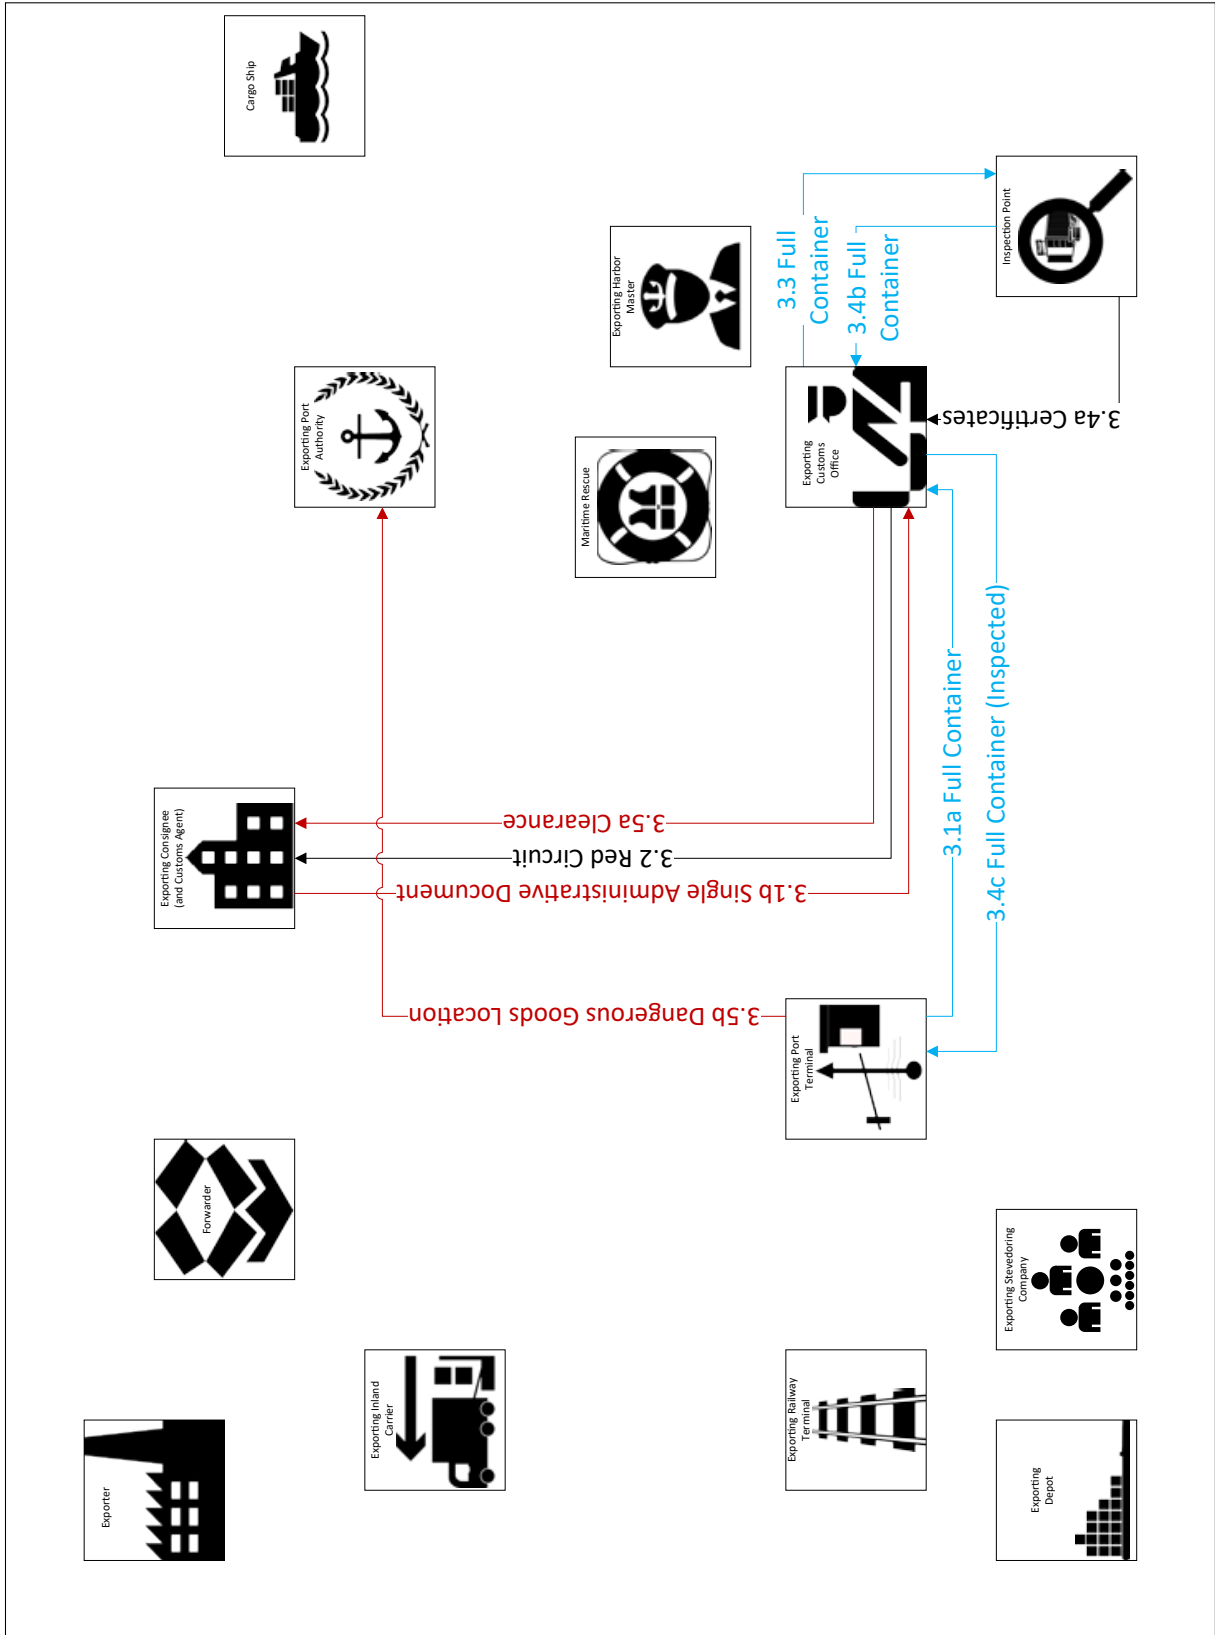 Exporter
Forwarder
Exporting Consignee
(and Customs Agent)
Cargo Ship
Exporting Port
Authority
Exporting Inland
Carrier
Maritime Rescue
Exporting Harbor
Master
3.5b Dangerous Goods Location
3.1b Single Administrative Document
3.2 Red Circuit
3.5a Clearance
Exporting Railway
Terminal
Exporting Port
Terminal
Exporting
Customs
Office
3.3 Full
Container
3.4b Full
Container
3.1a Full Container
3.4c Full Container (Inspected)
3.4a Certificates
Exporting
Depot
Exporting Stevedoring
Company
Inspection Point